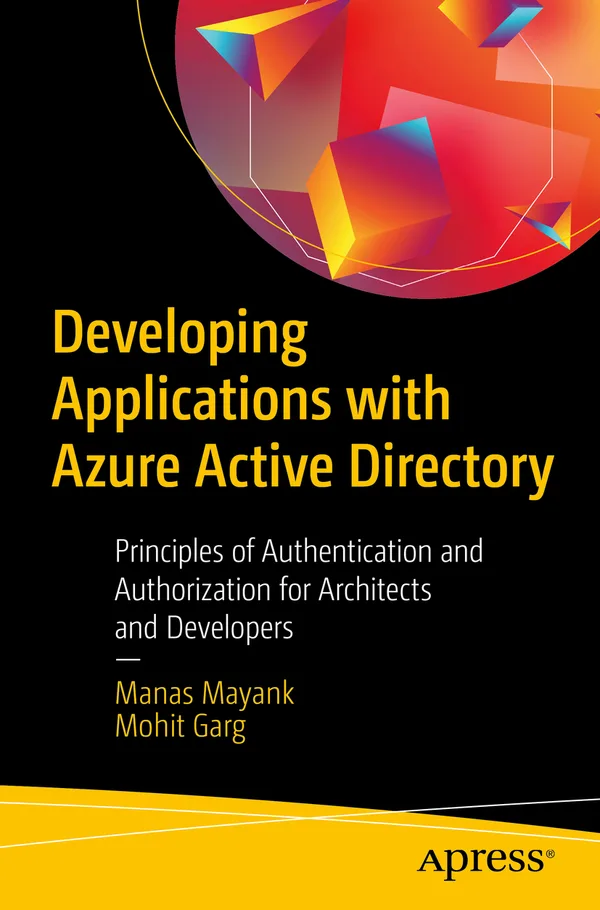 Developing
Applications with
Azure Active Directory
Principles of Authentication and
Authorization for Architects
and Developers
—
Manas Mayank
Mohit Garg
Apress®